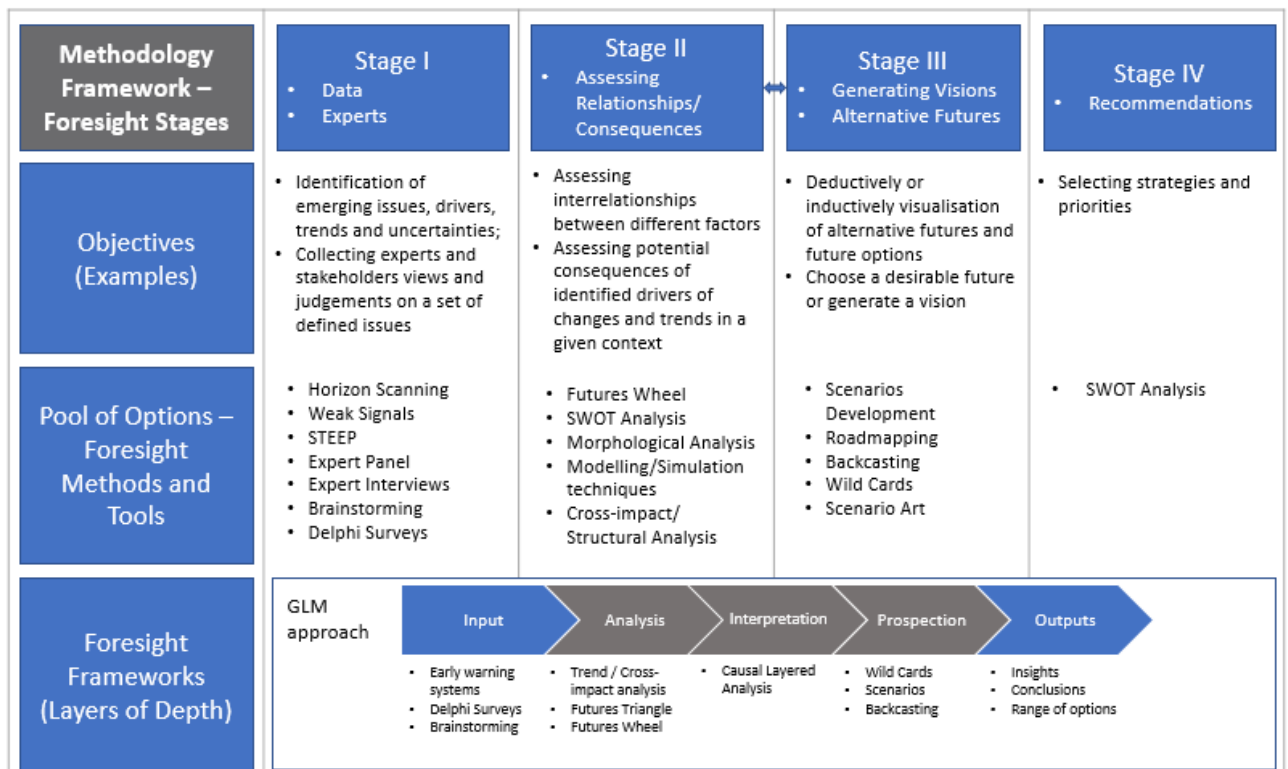 Methodology
Framework –
Foresight Stages
Stage I
• Data
• Experts
Stage II
• Assessing
Relationships/
Consequences
Stage III
• Generating Visions
• Alternative Futures
Stage IV
• Recommendations
Objectives
(Examples)
• Identification of
emerging issues, drivers,
trends and uncertainties;
• Collecting experts and
stakeholders views and
judgements on a set of
defined issues
• Assessing
interrelationships
between different factors
• Assessing potential
consequences of
identified drivers of
changes and trends in a
given context
• Deductively or
inductively visualisation
of alternative futures and
future options
• Choose a desirable future
or generate a vision
• Selecting strategies and
priorities
Pool of Options –
Foresight
Methods and
Tools
• Horizon Scanning
• Weak Signals
• STEEP
• Expert Panel
• Expert Interviews
• Brainstorming
• Delphi Surveys
• Futures Wheel
• SWOT Analysis
• Morphological Analysis
• Modelling/Simulation
techniques
• Cross-impact/
Structural Analysis
• Scenarios
Development
• Roadmapping
• Backcasting
• Wild Cards
• Scenario Art
• SWOT Analysis
Foresight
Frameworks
(Layers of Depth)
GLM
approach
Input
Analysis
Interpretation
Prospection
Outputs
• Early warning
systems
• Delphi Surveys
• Brainstorming
• Trend / Cross-
impact analysis
• Futures Triangle
• Futures Wheel
• Causal Layered
Analysis
• Wild Cards
• Scenarios
• Backcasting
• Insights
• Conclusions
• Range of options